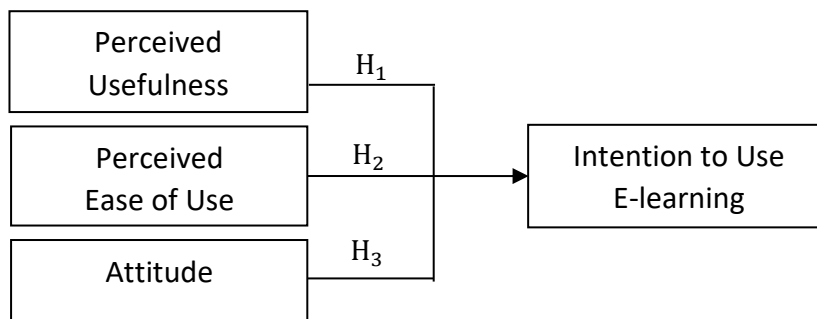 Perceived
Usefulness
H₁
Perceived
Ease of Use
H₂
Attitude
H₃
Intention to Use
E-learning